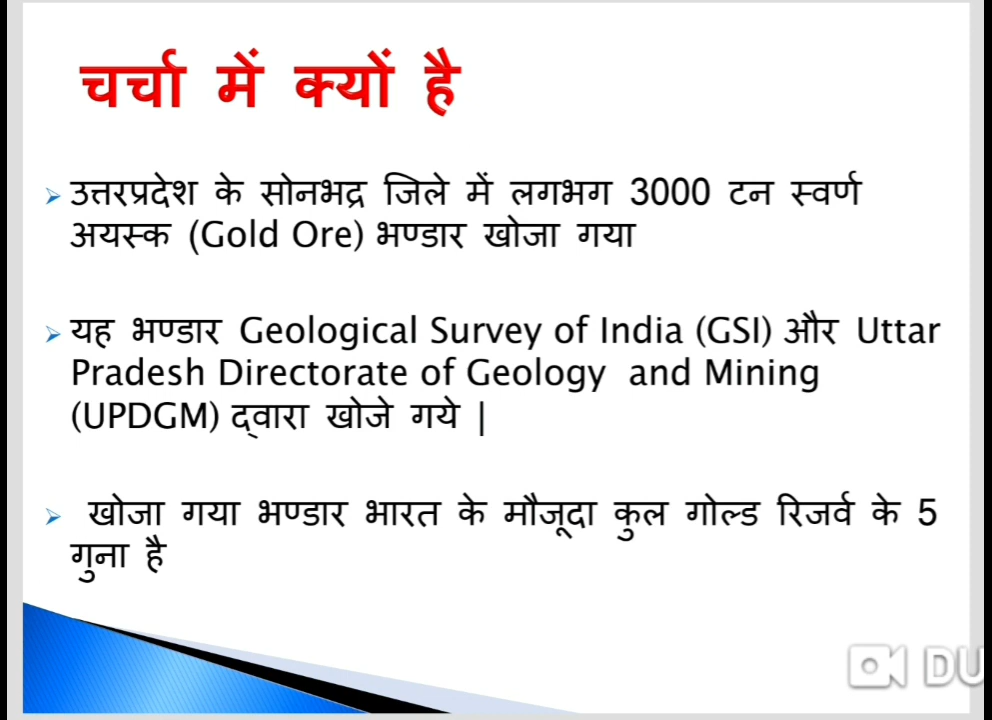 चर्चा में क्यों है
उत्तरप्रदेश के सोनभद्र जिले में लगभग 3000 टन स्वर्ण
अयस्क (Gold Ore) भण्डार खोजा गया
यह भण्डार Geological Survey of India (GSI) और Uttar
Pradesh Directorate of Geology and Mining
(UPDGM) द्वारा खोजे गये |
खोजा गया भण्डार भारत के मौजूदा कुल गोल्ड रिजर्व के 5
गुना है
DU